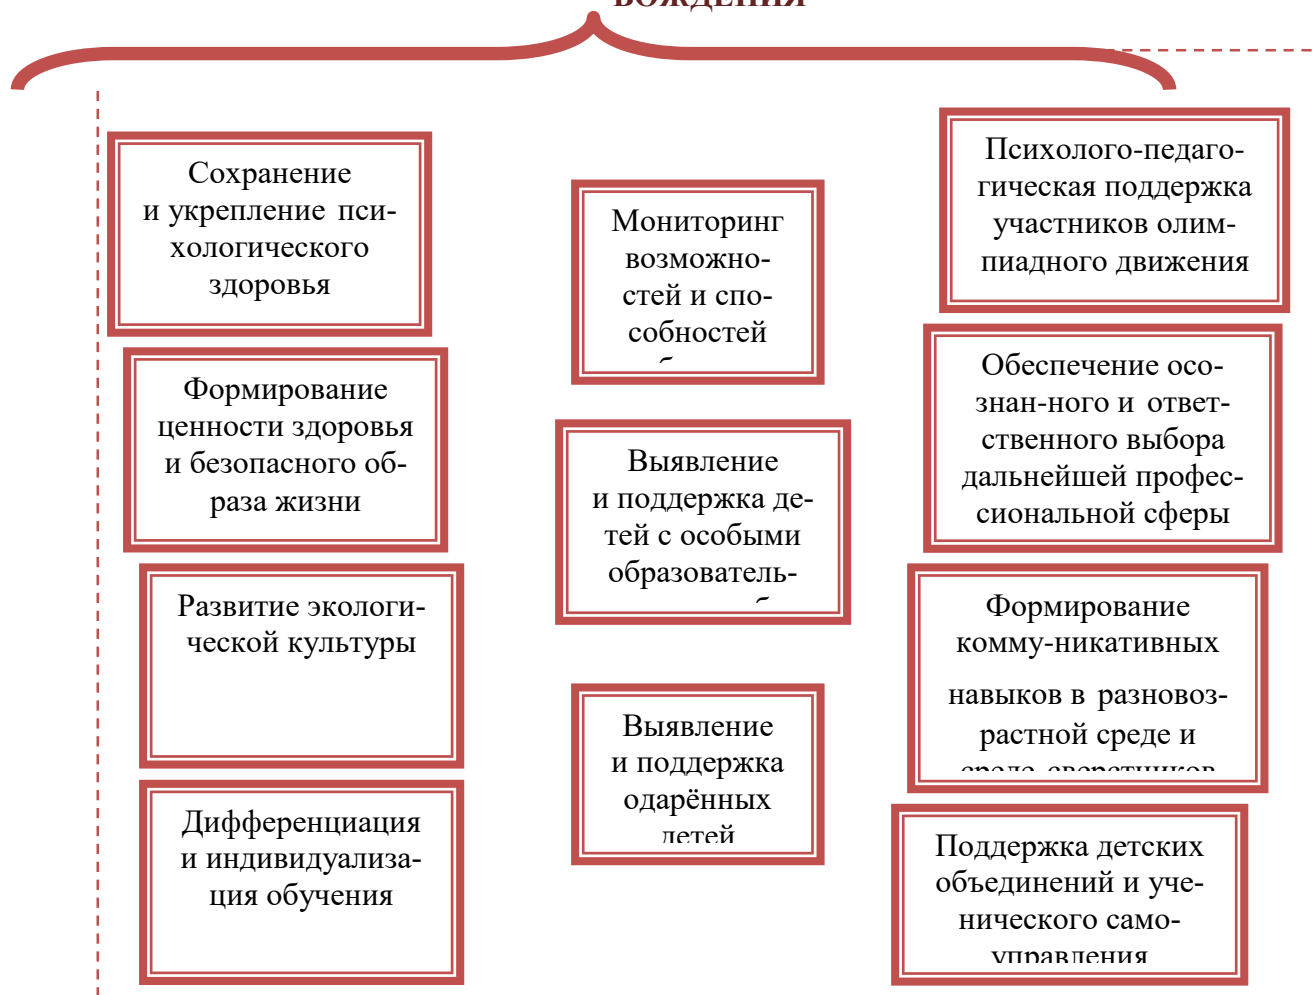 ВОЖДЕНИЯ
Сохранение
и укрепление пси-
хологического
здоровья
Формирование
ценности здоровья
и безопасного об-
раза жизни
Развитие экологи-
ческой культуры
Дифференциация
и индивидуализа-
ция обучения
Мониторинг
возможно-
стей и спо-
собностей
Выявление
и поддержка де-
тей с особыми
образователь-
Выявление
и поддержка
одарённых
детей
Психолого-педаго-
гическая поддержка
участников олим-
пиадного движения
Обеспечение осо-
знан-ного и ответ-
ственного выбора
дальнейшей профес-
сиональной сферы
Формирование
комму-никативных
навыков в разновоз-
растной среде и
среде сверстников
Поддержка детских
объединений и уче-
нического само-
управления